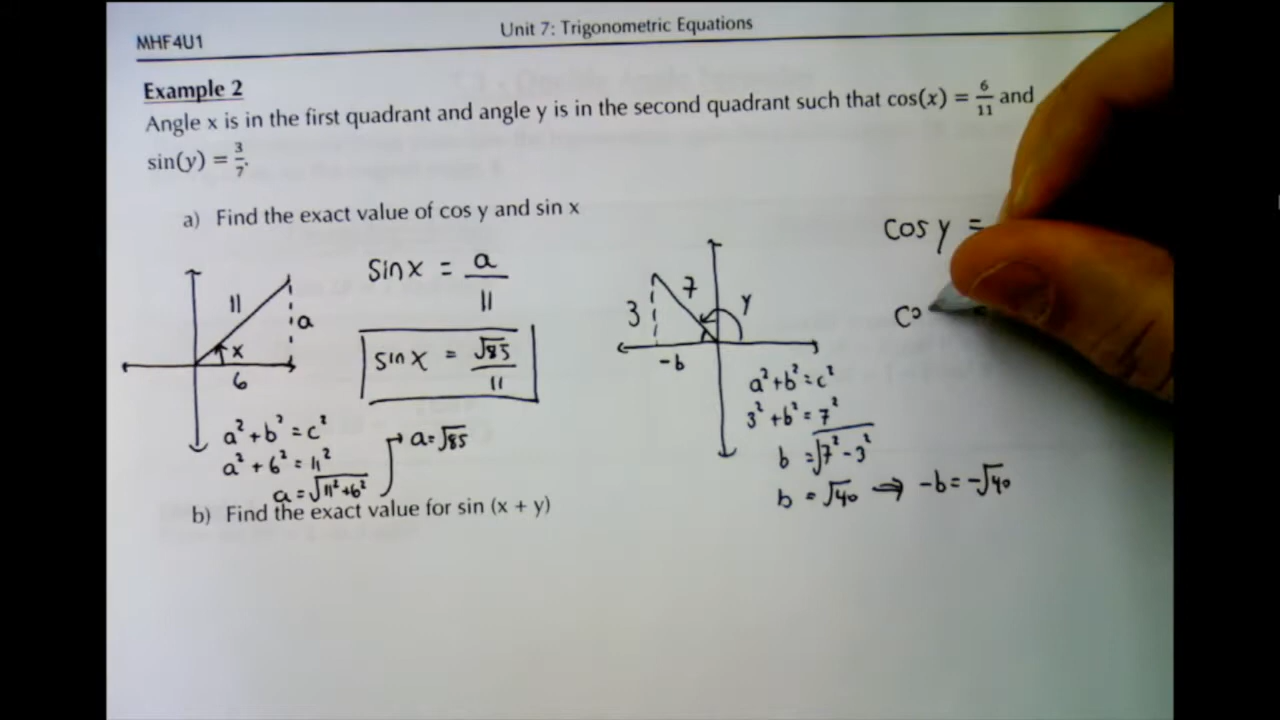 MHF4U1
Unit 7: Trigonometric Equations
Example 2
Angle x is in the first quadrant and angle y is in the second quadrant such that cos(x) = 6/11 and
sin(y) = 3/7.
a) Find the exact value of cos y and sin x
11
a
x
6
sin x = a/11
sin x = √85/11
a² + b² = c²
a² + 6² = 11²
a = √11²+6²
a = √85
3
7
y
-b
a² + b² = c²
3² + b² = 7²
b = √7² - 3²
b = √40 ⇒ -b = -√40
cos y =
co
b) Find the exact value for sin (x + y)